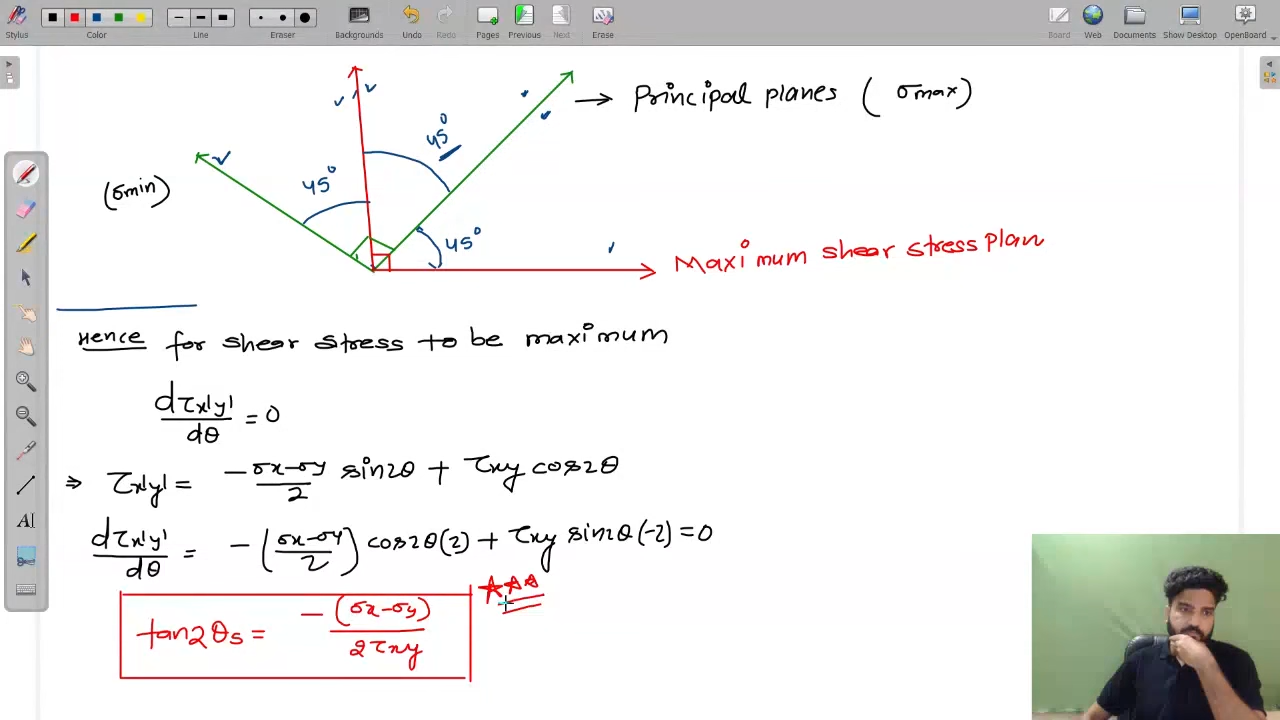 Stylus Color Line Eraser Backgrounds Undo Redo Pages Previous Next Erase Board Web Documents Show Desktop OpenBoard
→ Principal planes ( σmax)
45°
45°
(σmin)
45°
Maximum shear stress Plan
Hence for shear stress to be maximum
dτx'y'/dθ = 0
⇒ τx'y' = -σx-σy/2 sin2θ + τxy cos2θ
dτx'y'/dθ = -(σx-σy/2) cos2θ(2) + τxy sin2θ(-2) = 0
tan2θs = -(σx-σy)/2τxy